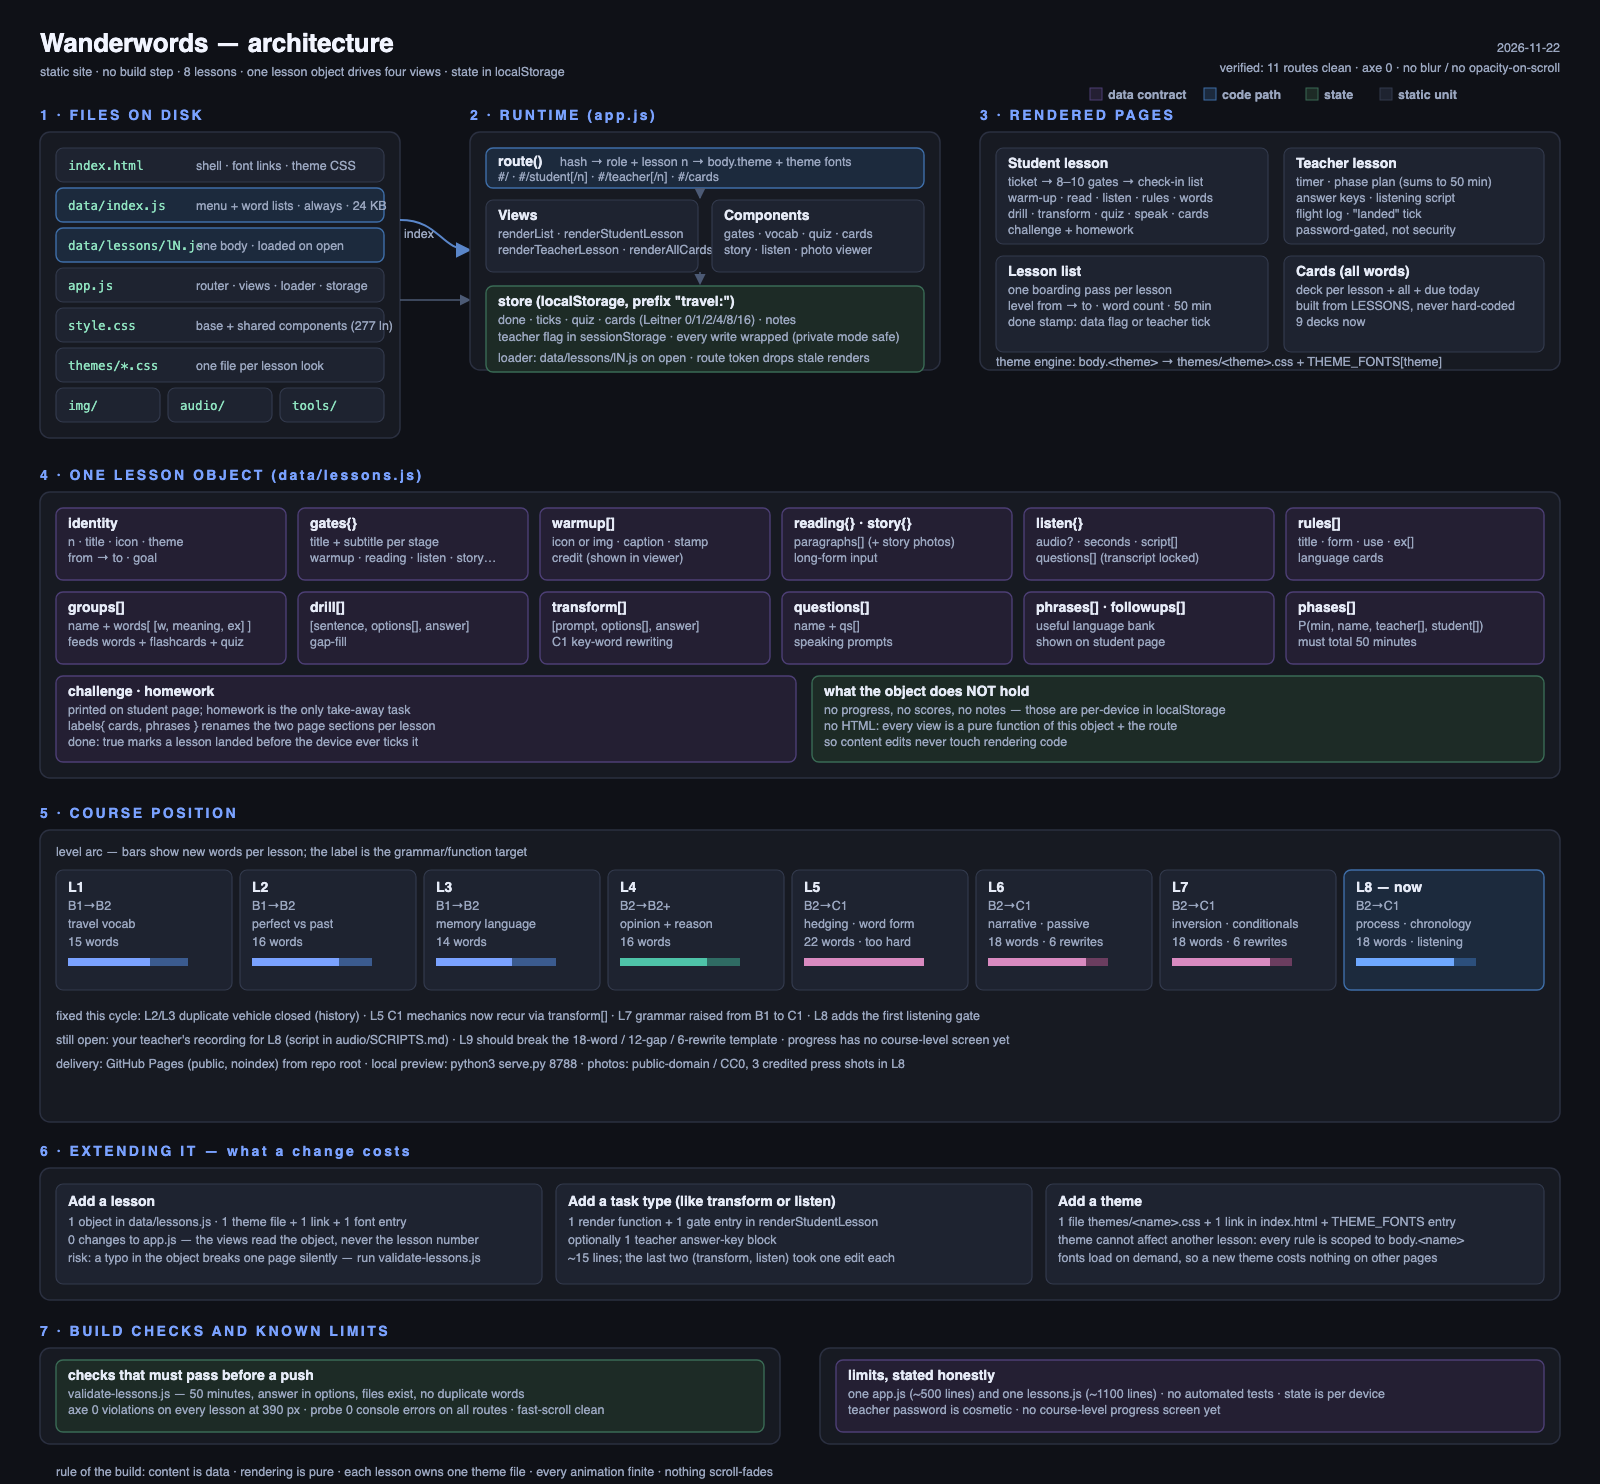 Wanderwords — architecture
2026-11-22
static site · no build step · 8 lessons · one lesson object drives four views · state in localStorage
verified: 11 routes clean · axe 0 · no blur / no opacity-on-scroll
data contract
code path
state
static unit
1 · FILES ON DISK
index.html shell · font links · theme CSS
data/index.js menu + word lists · always · 24 KB
data/lessons/lN.js one body · loaded on open
app.js router · views · loader · storage
style.css base + shared components (277 ln)
themes/*.css one file per lesson look
img/ audio/ tools/
index
2 · RUNTIME (app.js)
route() hash → role + lesson n → body.theme + theme fonts
#/ · #/student[/n] · #/teacher[/n] · #/cards
Views
renderList · renderStudentLesson
renderTeacherLesson · renderAllCards
Components
gates · vocab · quiz · cards
story · listen · photo viewer
store (localStorage, prefix "travel:")
done · ticks · quiz · cards (Leitner 0/1/2/4/8/16) · notes
teacher flag in sessionStorage · every write wrapped (private mode safe)
loader: data/lessons/lN.js on open · route token drops stale renders
3 · RENDERED PAGES
Student lesson
ticket → 8–10 gates → check-in list
warm-up · read · listen · rules · words
drill · transform · quiz · speak · cards
challenge + homework
Teacher lesson
timer · phase plan (sums to 50 min)
answer keys · listening script
flight log · "landed" tick
password-gated, not security
Lesson list
one boarding pass per lesson
level from → to · word count · 50 min
done stamp: data flag or teacher tick
Cards (all words)
deck per lesson + all + due today
built from LESSONS, never hard-coded
9 decks now
theme engine: body.<theme> → themes/<theme>.css + THEME_FONTS[theme]
4 · ONE LESSON OBJECT (data/lessons.js)
identity
n · title · icon · theme
from → to · goal
gates{}
title + subtitle per stage
warmup · reading · listen · story…
warmup[]
icon or img · caption · stamp
credit (shown in viewer)
reading{} · story{}
paragraphs[] (+ story photos)
long-form input
listen{}
audio? · seconds · script[]
questions[] (transcript locked)
rules[]
title · form · use · ex[]
language cards
groups[]
name + words[ [w, meaning, ex] ]
feeds words + flashcards + quiz
drill[]
[sentence, options[], answer]
gap-fill
transform[]
[prompt, options[], answer]
C1 key-word rewriting
questions[]
name + qs[]
speaking prompts
phrases[] · followups[]
useful language bank
shown on student page
phases[]
P(min, name, teacher[], student[])
must total 50 minutes
challenge · homework
printed on student page; homework is the only take-away task
labels{ cards, phrases } renames the two page sections per lesson
done: true marks a lesson landed before the device ever ticks it
what the object does NOT hold
no progress, no scores, no notes — those are per-device in localStorage
no HTML: every view is a pure function of this object + the route
so content edits never touch rendering code
5 · COURSE POSITION
level arc — bars show new words per lesson; the label is the grammar/function target
L1
B1→B2
travel vocab
15 words
L2
B1→B2
perfect vs past
16 words
L3
B1→B2
memory language
14 words
L4
B2→B2+
opinion + reason
16 words
L5
B2→C1
hedging · word form
22 words · too hard
L6
B2→C1
narrative · passive
18 words · 6 rewrites
L7
B2→C1
inversion · conditionals
18 words · 6 rewrites
L8 — now
B2→C1
process · chronology
18 words · listening
fixed this cycle: L2/L3 duplicate vehicle closed (history) · L5 C1 mechanics now recur via transform[] · L7 grammar raised from B1 to C1 · L8 adds the first listening gate
still open: your teacher's recording for L8 (script in audio/SCRIPTS.md) · L9 should break the 18-word / 12-gap / 6-rewrite template · progress has no course-level screen yet
delivery: GitHub Pages (public, noindex) from repo root · local preview: python3 serve.py 8788 · photos: public-domain / CC0, 3 credited press shots in L8
6 · EXTENDING IT — what a change costs
Add a lesson
1 object in data/lessons.js · 1 theme file + 1 link + 1 font entry
0 changes to app.js — the views read the object, never the lesson number
risk: a typo in the object breaks one page silently — run validate-lessons.js
Add a task type (like transform or listen)
1 render function + 1 gate entry in renderStudentLesson
optionally 1 teacher answer-key block
~15 lines; the last two (transform, listen) took one edit each
Add a theme
1 file themes/<name>.css + 1 link in index.html + THEME_FONTS entry
theme cannot affect another lesson: every rule is scoped to body.<name>
fonts load on demand, so a new theme costs nothing on other pages
7 · BUILD CHECKS AND KNOWN LIMITS
checks that must pass before a push
validate-lessons.js — 50 minutes, answer in options, files exist, no duplicate words
axe 0 violations on every lesson at 390 px · probe 0 console errors on all routes · fast-scroll clean
limits, stated honestly
one app.js (~500 lines) and one lessons.js (~1100 lines) · no automated tests · state is per device
teacher password is cosmetic · no course-level progress screen yet
rule of the build: content is data · rendering is pure · each lesson owns one theme file · every animation finite · nothing scroll-fades